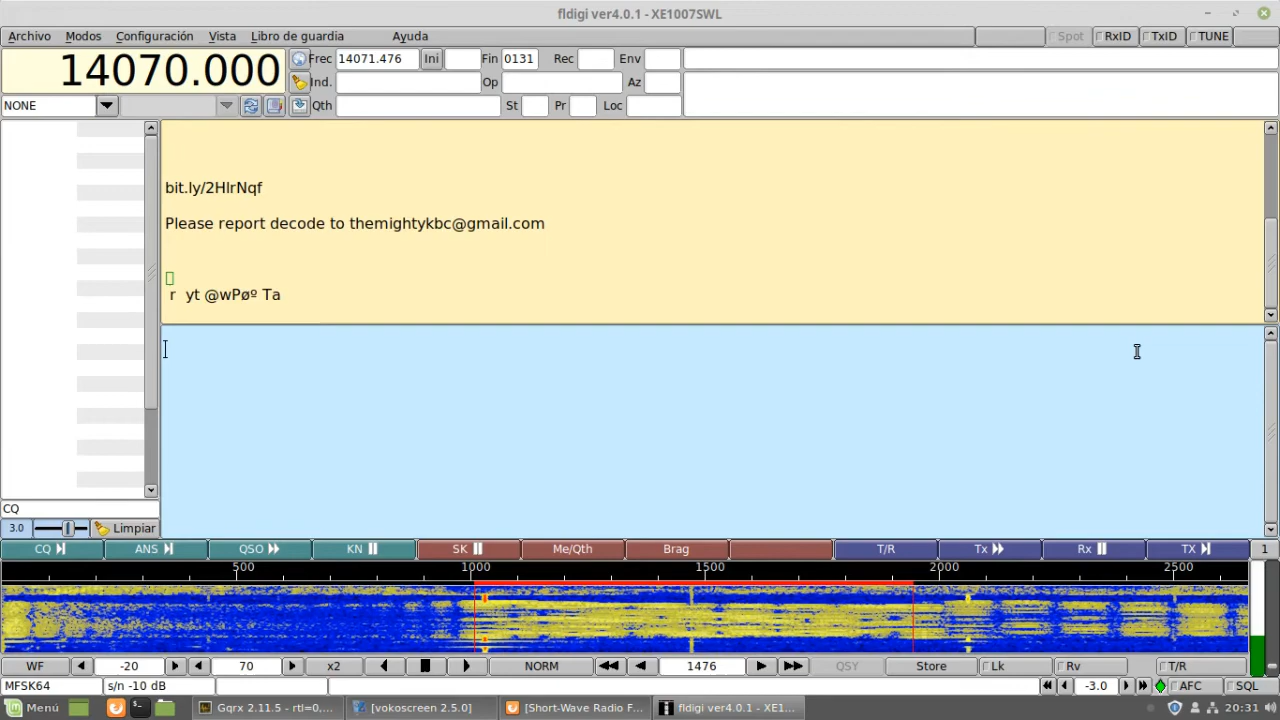 fldigi ver4.0.1 - XE1007SWL
Archivo Modos Configuración Vista Libro de guardia Ayuda Spot RxID TxID TUNE
14070.000
Frec 14071.476 Ini Fin 0131 Rec Env
Ind. Op Az
NONE Qth St Pr Loc
bit.ly/2HlrNqf
Please report decode to themightykbc@gmail.com
r yt @wPøº Ta
CQ
3.0 Limpiar
CQ ANS QSO KN SK Me/Qth Brag T/R Tx Rx TX 1
500 1000 1500 2000 2500
WF -20 70 x2 NORM 1476 QSY Store Lk Rv T/R
MFSK64 s/n -10 dB -3.0 AFC SQL
Menú Gqrx 2.11.5 - rtl=0,... [vokoscreen 2.5.0] [Short-Wave Radio F... fldigi ver4.0.1 - XE1... 20:31